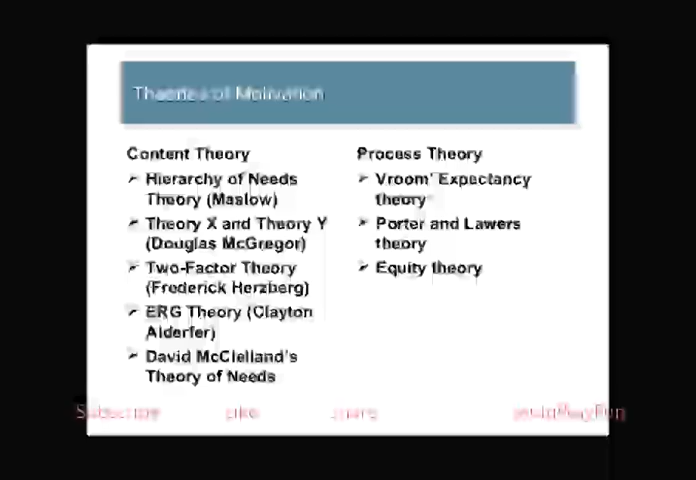 Theories of Motivation
Content Theory
Hierarchy of Needs
Theory (Maslow)
Theory X and Theory Y
(Douglas McGregor)
Two-Factor Theory
(Frederick Herzberg)
ERG Theory (Clayton
Alderfer)
David McClelland's
Theory of Needs
Process Theory
Vroom' Expectancy
theory
Porter and Lawers
theory
Equity theory
Subscribe Like Share